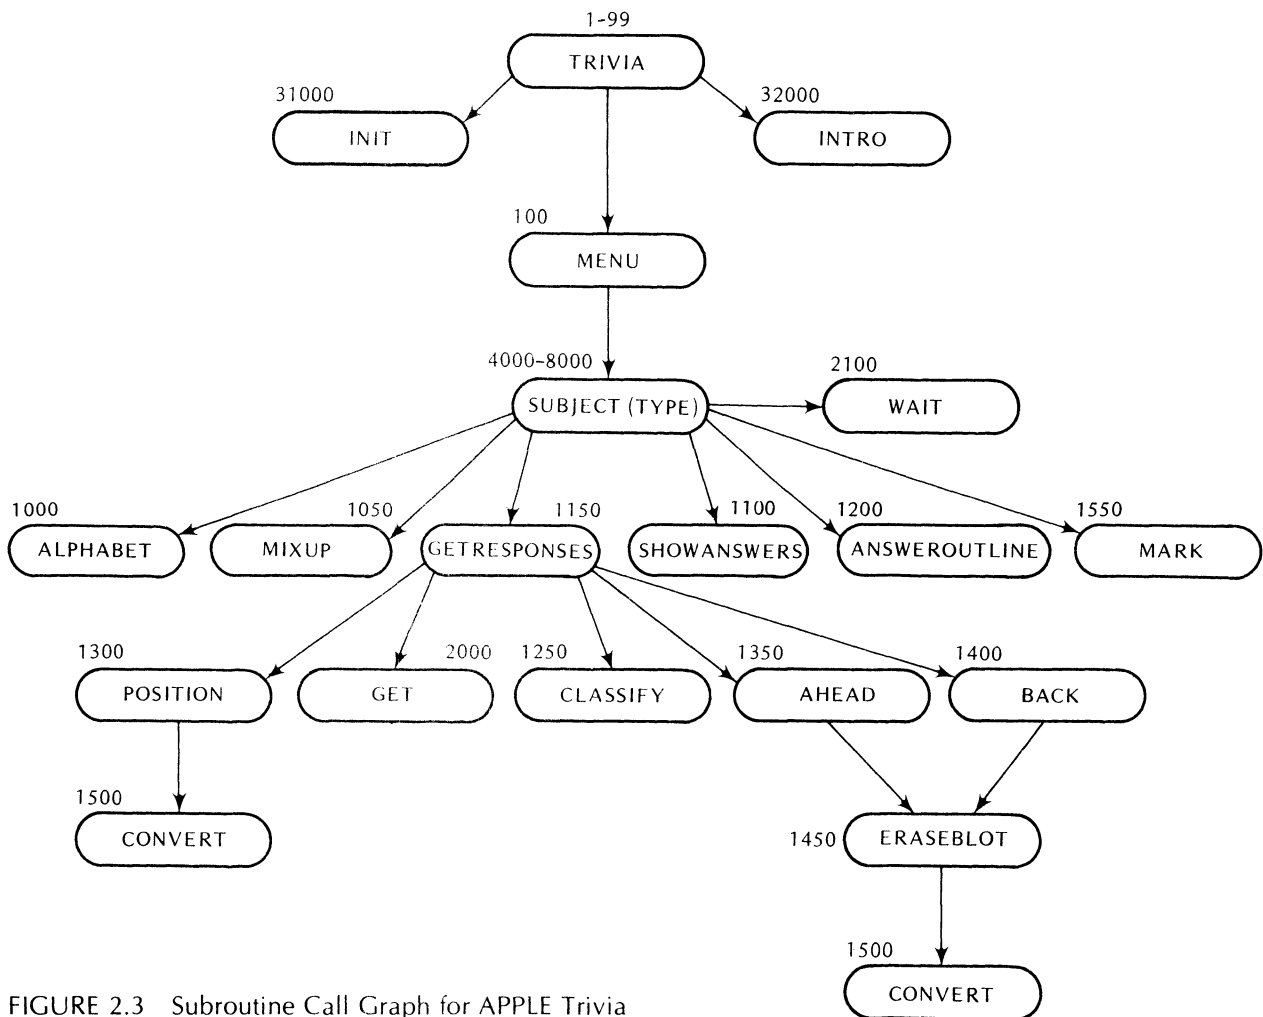 1-99
TRIVIA
31000
32000
INIT
INTRO
100
MENU
4000-8000
2100
SUBJECT (TYPE)
WAIT
1000
1050
1150
1100
1200
1550
ALPHABET
MIXUP
GETRESPONSES
SHOWANSWERS
ANSWEROUTLINE
MARK
1300
2000
1250
1350
1400
POSITION
GET
CLASSIFY
AHEAD
BACK
1500
CONVERT
1450
ERASEBLOT
1500
CONVERT
FIGURE 2.3 Subroutine Call Graph for APPLE Trivia